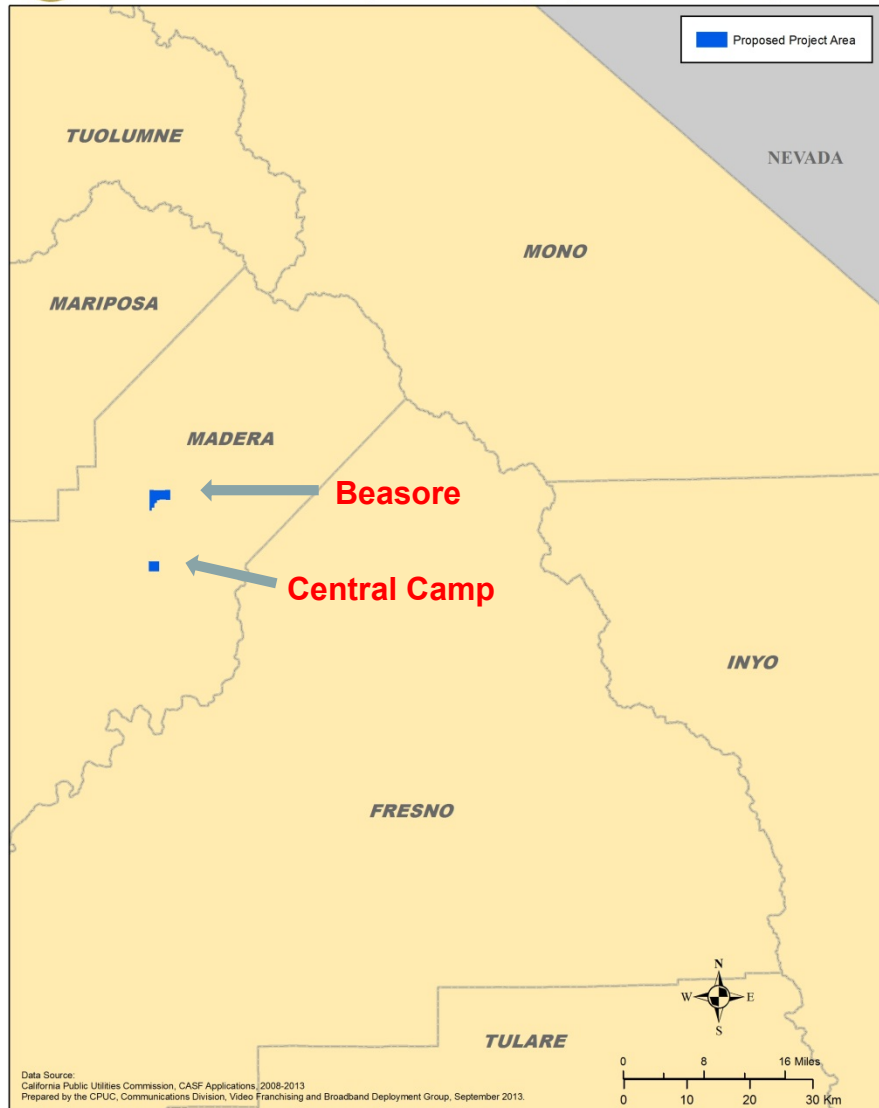 Proposed Project Area
TUOLUMNE
NEVADA
MONO
MARIPOSA
MADERA
Beasore
Central Camp
INYO
FRESNO
N
W E
S
TULARE
0 8 16 Miles
0 10 20 30 Km
Data Source:
California Public Utilities Commission, CASF Applications, 2008-2013
Prepared by the CPUC, Communications Division, Video Franchising and Broadband Deployment Group, September 2013.